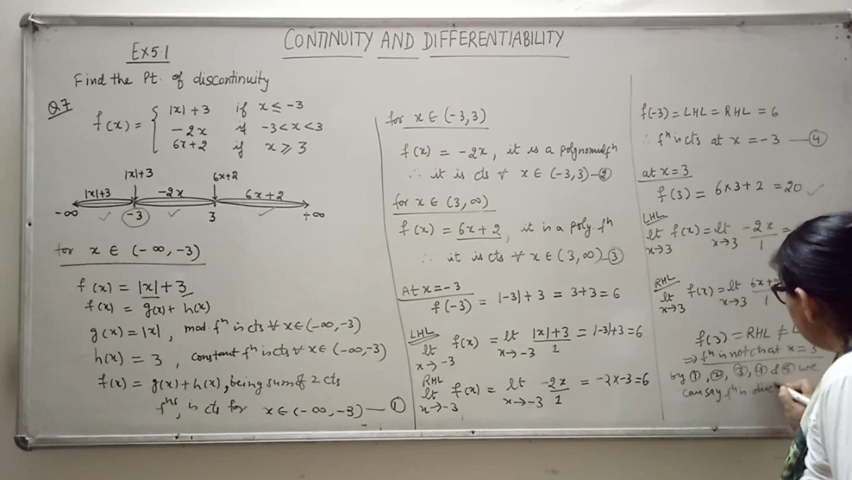 CONTINUITY AND DIFFERENTIABILITY
Ex 5.1
Find the Pt. of discontinuity
Q7
f(x) = { |x| + 3 if x ≤ -3
-2x if -3 < x < 3
6x + 2 if x ≥ 3
|x|+3 6x+2
|x|+3 -2x 6x+2
-∞ -3 3 +∞
for x ∈ (-∞, -3)
f(x) = |x| + 3
f(x) = g(x) + h(x)
g(x) = |x|, mod. fⁿ is cts ∀ x ∈ (-∞, -3)
h(x) = 3, constant fⁿ is cts ∀ x ∈ (-∞, -3)
f(x) = g(x) + h(x), being sum of 2 cts
fⁿˢ, is cts for x ∈ (-∞, -3) — ①
for x ∈ (-3, 3)
f(x) = -2x, it is a polynomial fⁿ
∴ it is cts ∀ x ∈ (-3, 3) — ②
for x ∈ (3, ∞)
f(x) = 6x + 2, it is a poly fⁿ
∴ it is cts ∀ x ∈ (3, ∞) — ③
At x = -3
f(-3) = |-3| + 3 = 3 + 3 = 6
LHL
lt x→-3 f(x) = lt x→-3 |x|+3/1 = |-3| + 3 = 6
RHL
lt x→-3 f(x) = lt x→-3 -2x/1 = -2x-3 = 6
f(-3) = LHL = RHL = 6
∴ fⁿ is cts at x = -3 — ④
at x = 3
f(3) = 6 x 3 + 2 = 20
LHL
lt x→3 f(x) = lt x→3 -2x/1 =
RHL
lt x→3 f(x) = lt x→3 6x+ /1
f(3) = RHL ≠ L
⇒ fⁿ is not cts at x = 3
by ①, ②, ③, ④ & ⑤ we
can say fⁿ is